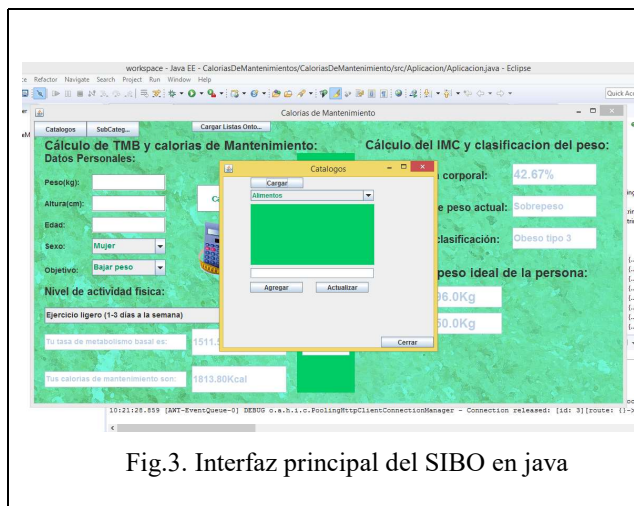 workspace - Java EE - CaloriasDeMantenimientos/CaloriasDeMantenimiento/src/Aplicacion/Aplicacion.java - Eclipse
Refactor Navigate Search Project Run Window Help
Quick Acc
Calorias de Mantenimiento
Catalogos SubCateg... Cargar Listas Onto...
Cálculo de TMB y calorias de Mantenimiento:
Cálculo del IMC y clasificacion del peso:
Datos Personales:
Peso(kg):
Altura(cm):
Edad:
Sexo: Mujer
Objetivo: Bajar peso
Nivel de actividad fisica:
Ejercicio ligero (1-3 días a la semana)
Tu tasa de metabolismo basal es: 1511.5
Tus calorias de mantenimiento son: 1813.80Kcal
Catalogos
Cargar
Alimentos
Agregar Actualizar
Cerrar
corporal: 42.67%
e peso actual: Sobrepeso
clasificación: Obeso tipo 3
peso ideal de la persona:
96.0Kg
50.0Kg
10:21:28.859 [AWT-EventQueue-0] DEBUG o.a.h.i.c.PoolingHttpClientConnectionManager - Connection released: [id: 3][route: {}->
Fig.3. Interfaz principal del SIBO en java